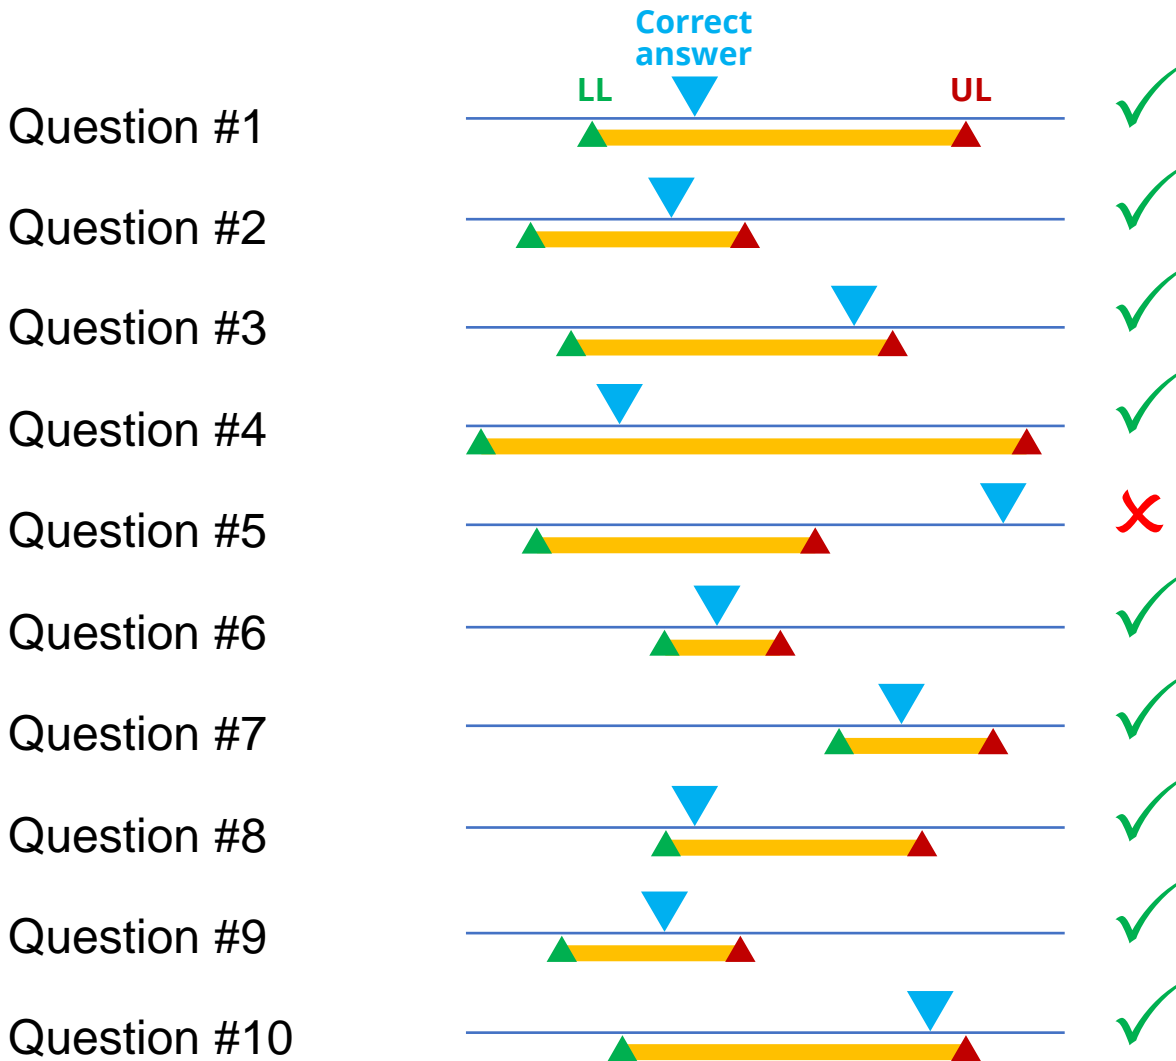 Correct
answer
LL
UL
Question #1
Question #2
Question #3
Question #4
Question #5
Question #6
Question #7
Question #8
Question #9
Question #10